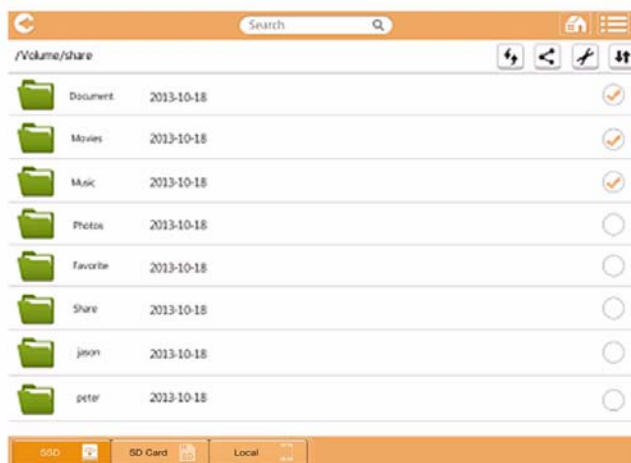 Search
/Volume/share
Document 2013-10-18
Movies 2013-10-18
Music 2013-10-18
Photos 2013-10-18
Favorite 2013-10-18
Share 2013-10-18
jason 2013-10-18
peter 2013-10-18
SSD SD Card SD Local